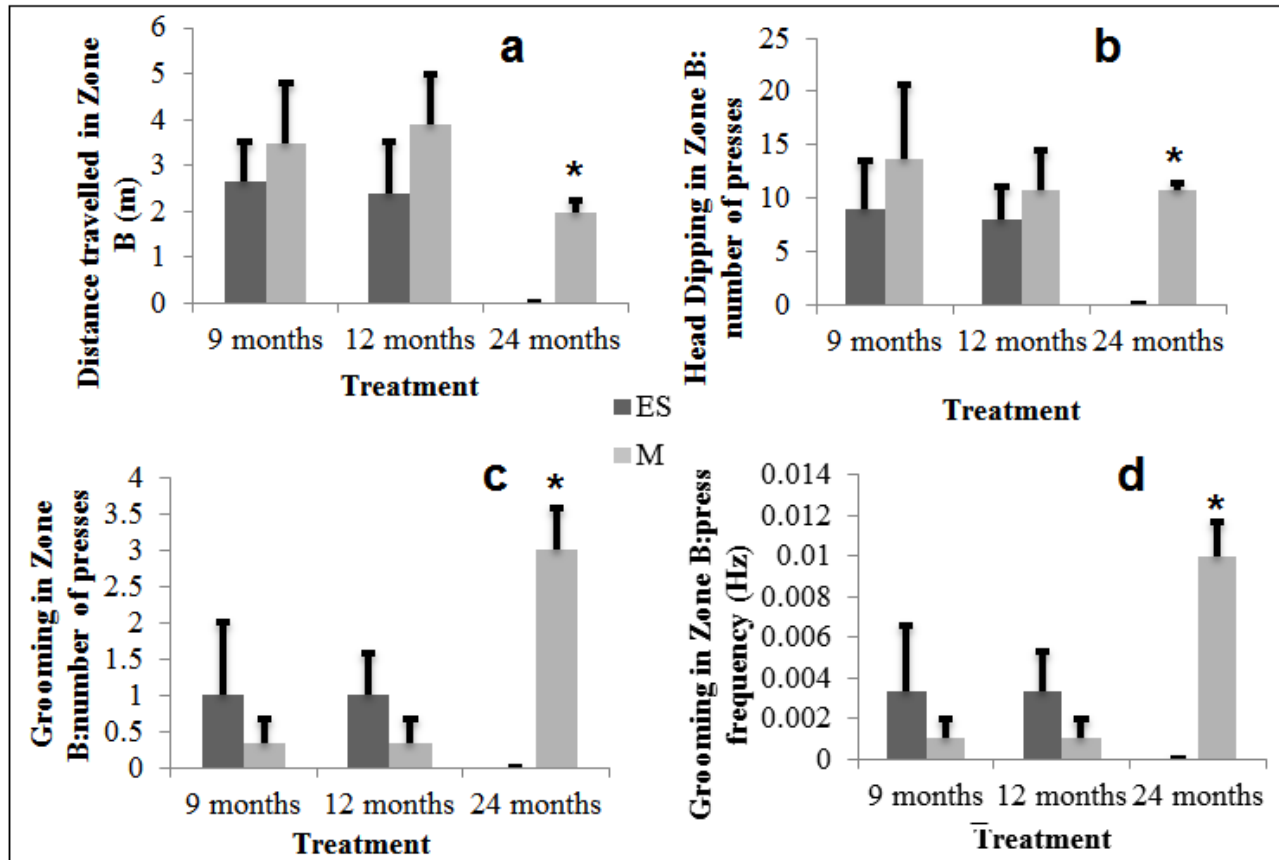 a
Distance travelled in Zone
B (m)
6
5
4
3
2
1
0
*
9 months 12 months 24 months
Treatment
b
Head Dipping in Zone B:
number of presses
25
20
15
10
5
0
*
9 months 12 months 24 months
Treatment
ES
M
c
Grooming in Zone
B:number of presses
4
3.5
3
2.5
2
1.5
1
0.5
0
*
9 months 12 months 24 months
Treatment
d
Grooming in Zone B:press
frequency (Hz)
0.014
0.012
0.01
0.008
0.006
0.004
0.002
0
*
9 months 12 months 24 months
Treatment